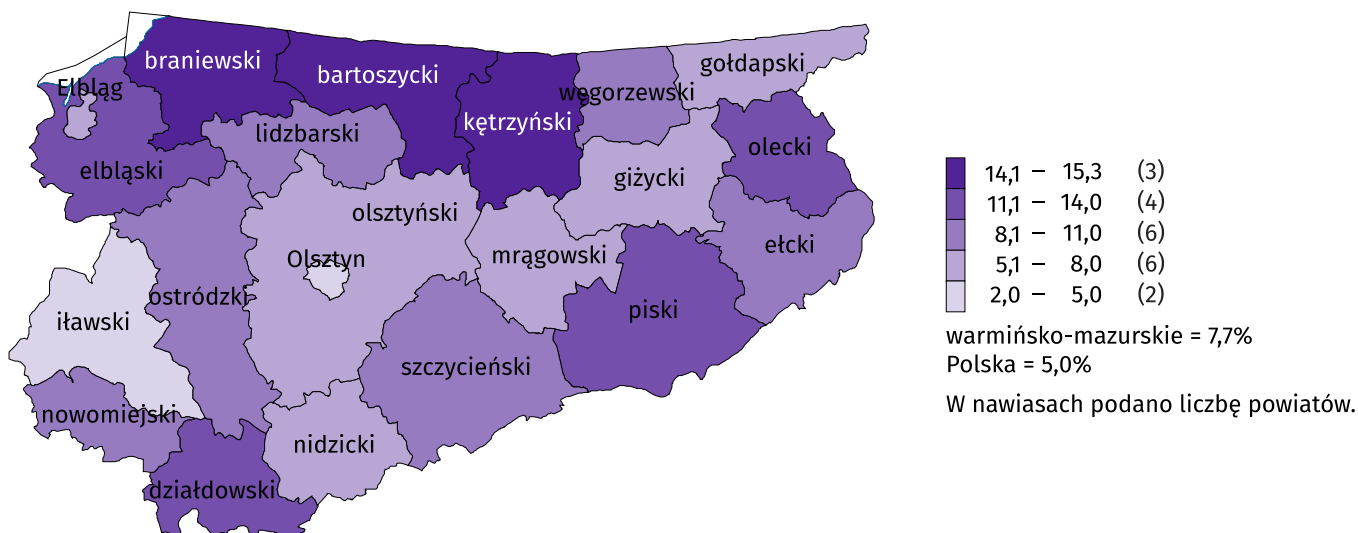 braniewski
bartoszycki
gołdapski
Elbląg
węgorzewski
kętrzyński
lidzbarski
olecki
elbląski
giżycki
olsztyński
ełcki
mrągowski
Olsztyn
ostródzki
piski
iławski
szczycieński
nowomiejski
nidzicki
działdowski
14,1 – 15,3 (3)
11,1 – 14,0 (4)
8,1 – 11,0 (6)
5,1 – 8,0 (6)
2,0 – 5,0 (2)
warmińsko-mazurskie = 7,7%
Polska = 5,0%
W nawiasach podano liczbę powiatów.